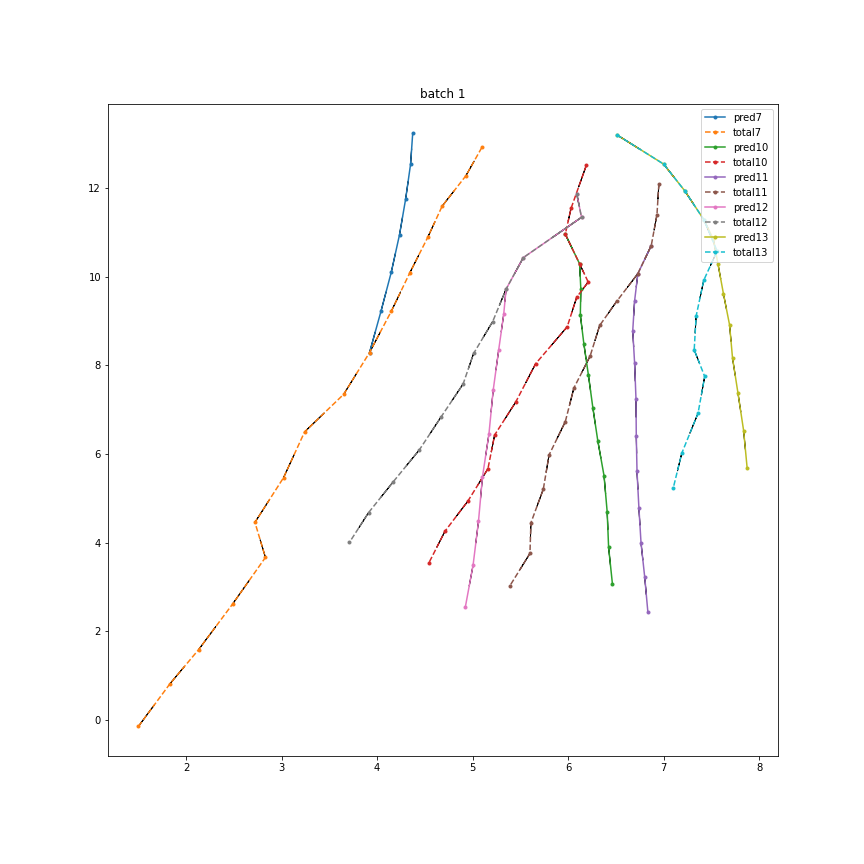 batch 1
pred7
total7
pred10
total10
pred11
total11
pred12
total12
pred13
total13
12
10
8
6
4
2
0
2 3 4 5 6 7 8